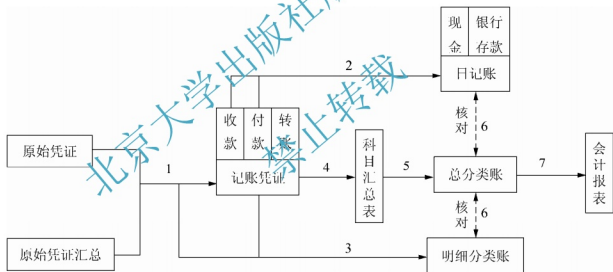 现金 银行存款
日记账
2
收款 付款 转账
记账凭证
原始凭证
原始凭证汇总
1
3
4
科目汇总表
5
核对 6
总分类账
核对 6
明细分类账
7
会计报表
北京大学出版社版
禁止转载